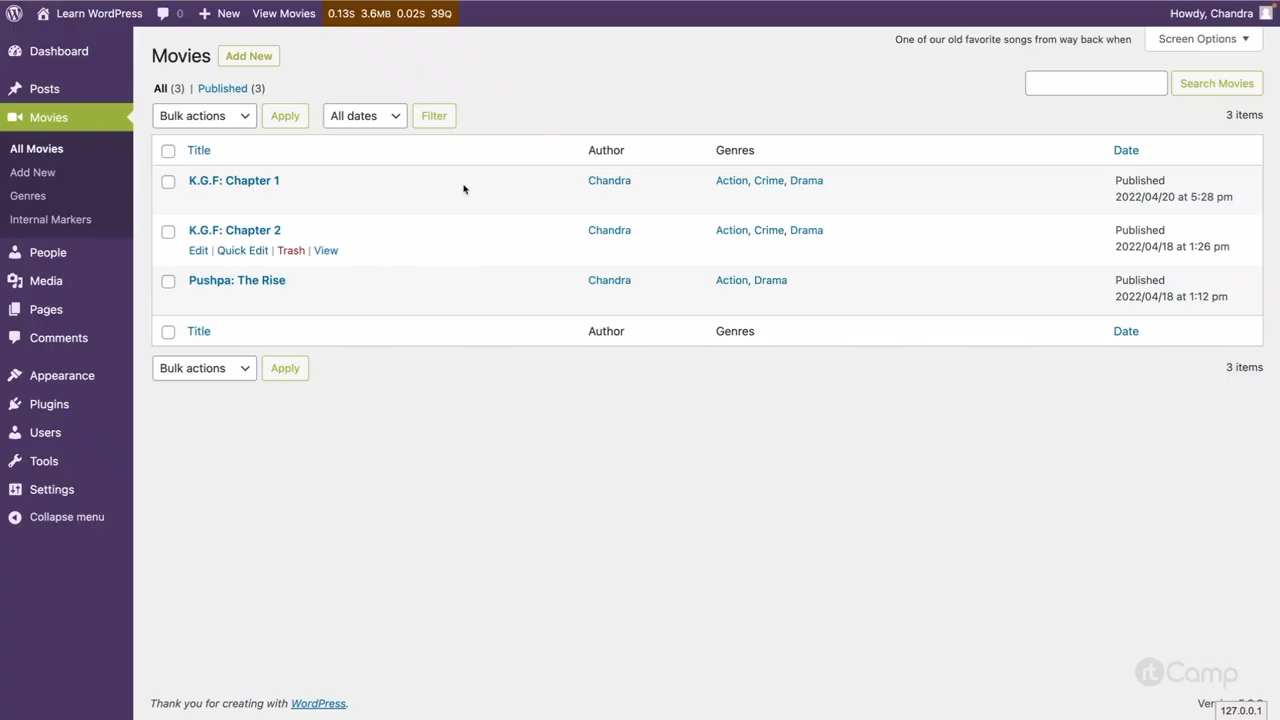 Learn WordPress 0 New View Movies 0.13S 3.6MB 0.02S 39Q Howdy, Chandra
Dashboard
Posts
Movies
All Movies
Add New
Genres
Internal Markers
People
Media
Pages
Comments
Appearance
Plugins
Users
Tools
Settings
Collapse menu
One of our old favorite songs from way back when Screen Options
Movies Add New
All (3) | Published (3)
Search Movies
Bulk actions Apply All dates Filter 3 items
Title Author Genres Date
K.G.F: Chapter 1 Chandra Action, Crime, Drama Published
2022/04/20 at 5:28 pm
K.G.F: Chapter 2 Chandra Action, Crime, Drama Published
Edit | Quick Edit | Trash | View 2022/04/18 at 1:26 pm
Pushpa: The Rise Chandra Action, Drama Published
2022/04/18 at 1:12 pm
Title Author Genres Date
Bulk actions Apply 3 items
rtCamp
Thank you for creating with WordPress.
127.0.0.1